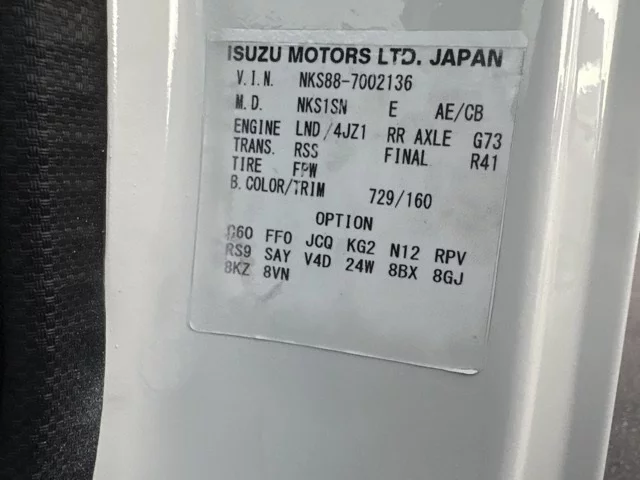 ISUZU MOTORS LTD. JAPAN
V.I.N. NKS88-7002136
M.D. NKS1SN E AE/CB
ENGINE LND/4JZ1 RR AXLE G73
TRANS. RSS FINAL R41
TIRE FPW
B.COLOR/TRIM 729/160
OPTION
C60 FF0 JCQ KG2 N12 RPV
RS9 SAY V4D 24W 8BX 8GJ
8KZ 8VN